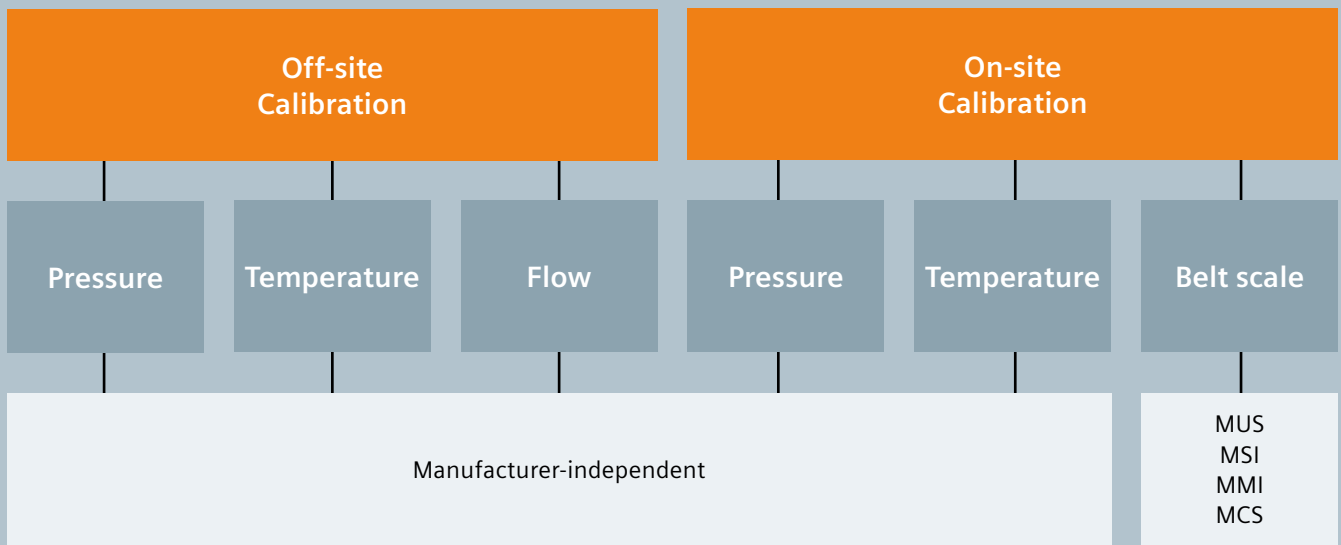 Off-site
Calibration
On-site
Calibration
Pressure
Temperature
Flow
Pressure
Temperature
Belt scale
Manufacturer-independent
MUS
MSI
MMI
MCS